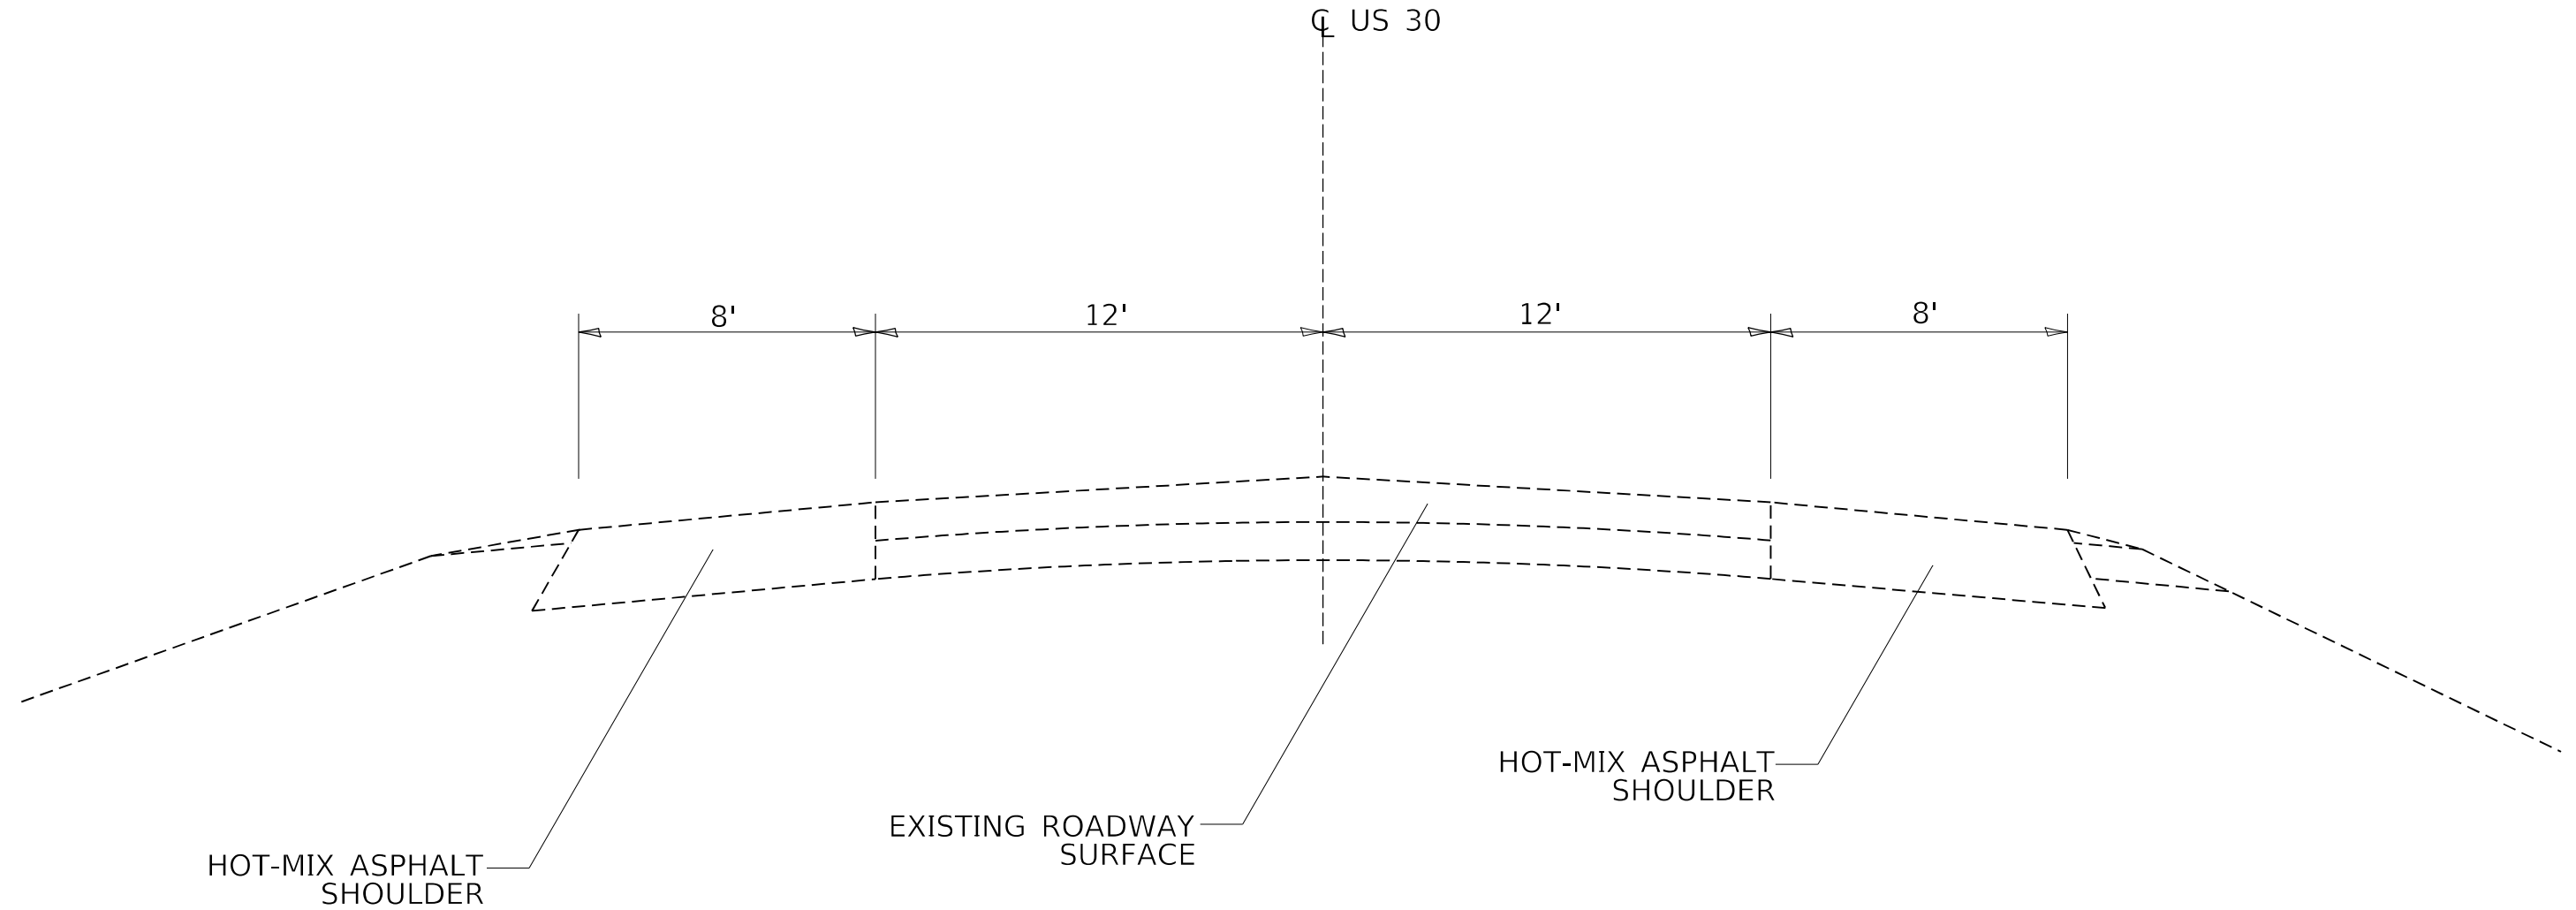 ℄ US 30
8'
12'
12'
8'
HOT-MIX ASPHALT
SHOULDER
EXISTING ROADWAY
SURFACE
HOT-MIX ASPHALT
SHOULDER